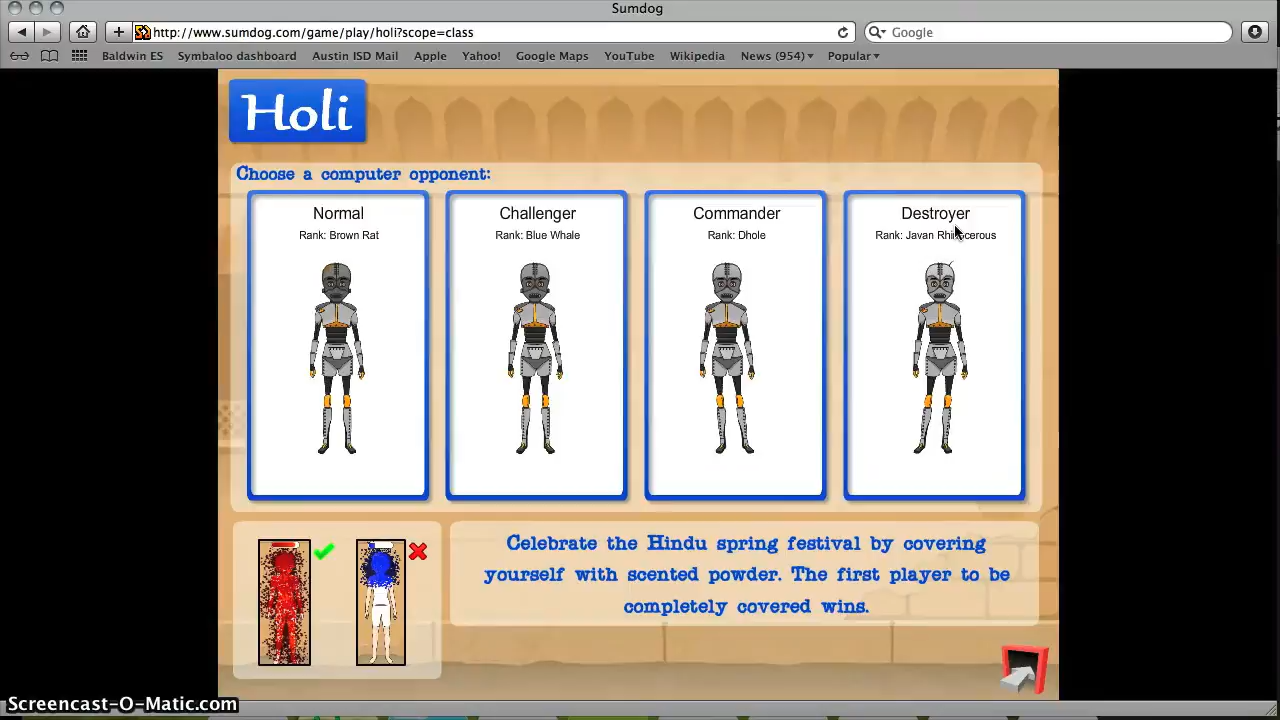 Sumdog
http://www.sumdog.com/game/play/holi?scope=class
Google
Baldwin ES Symbaloo dashboard Austin ISD Mail Apple Yahoo! Google Maps YouTube Wikipedia News (954)▾ Popular▾
Holi
Choose a computer opponent:
Normal
Rank: Brown Rat
Challenger
Rank: Blue Whale
Commander
Rank: Dhole
Destroyer
Rank: Javan Rhinocerous
Celebrate the Hindu spring festival by covering
yourself with scented powder. The first player to be
completely covered wins.
Screencast-O-Matic.com